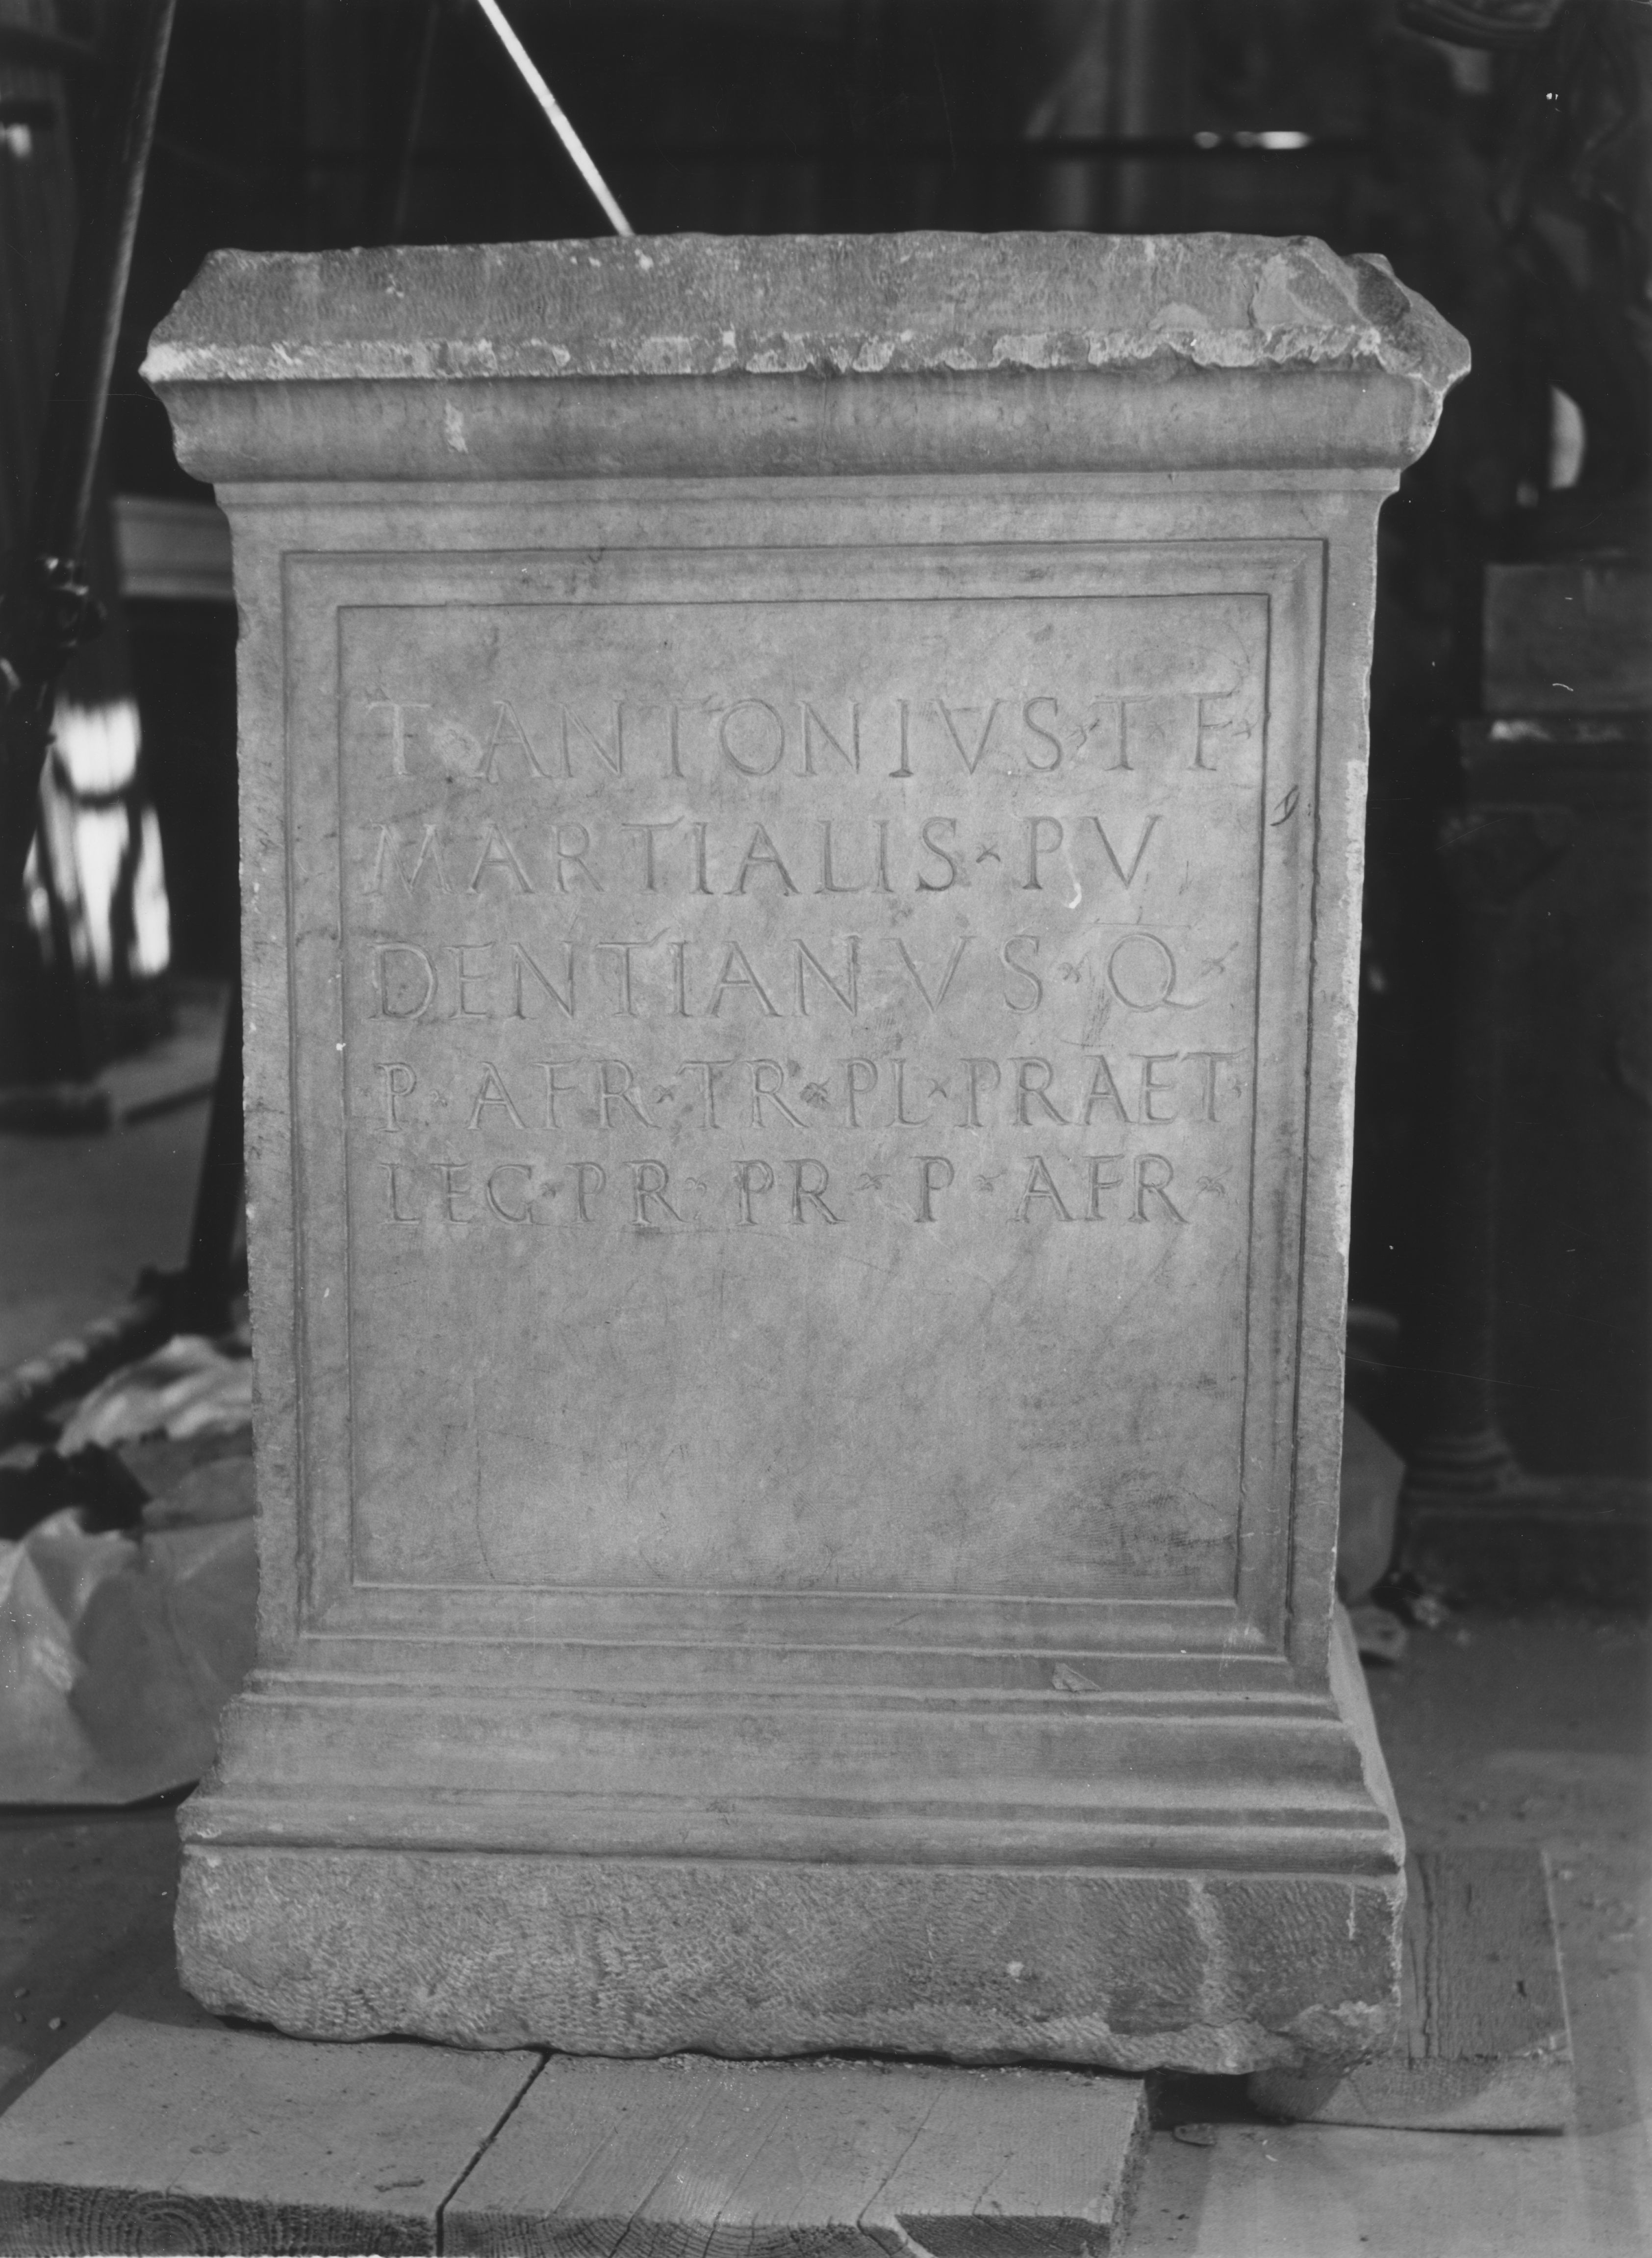 T·ANTONIVS·T·F·
MARTIALIS·PV
DENTIANVS·Q·
P·AFR·TR·PL·PRAET·
LEG·PR·PR·P·AFR·